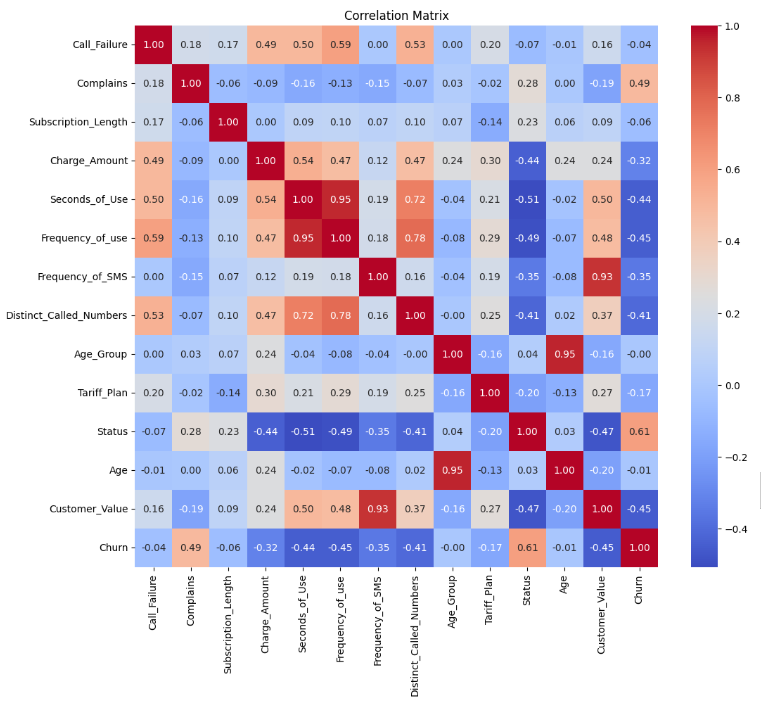 Correlation Matrix
Call_Failure 1.00 0.18 0.17 0.49 0.50 0.59 0.00 0.53 0.00 0.20 -0.07 -0.01 0.16 -0.04
Complains 0.18 1.00 -0.06 -0.09 -0.16 -0.13 -0.15 -0.07 0.03 -0.02 0.28 0.00 -0.19 0.49
Subscription_Length 0.17 -0.06 1.00 0.00 0.09 0.10 0.07 0.10 0.07 -0.14 0.23 0.06 0.09 -0.06
Charge_Amount 0.49 -0.09 0.00 1.00 0.54 0.47 0.12 0.47 0.24 0.30 -0.44 0.24 0.24 -0.32
Seconds_of_Use 0.50 -0.16 0.09 0.54 1.00 0.95 0.19 0.72 -0.04 0.21 -0.51 -0.02 0.50 -0.44
Frequency_of_use 0.59 -0.13 0.10 0.47 0.95 1.00 0.18 0.78 -0.08 0.29 -0.49 -0.07 0.48 -0.45
Frequency_of_SMS 0.00 -0.15 0.07 0.12 0.19 0.18 1.00 0.16 -0.04 0.19 -0.35 -0.08 0.93 -0.35
Distinct_Called_Numbers 0.53 -0.07 0.10 0.47 0.72 0.78 0.16 1.00 -0.00 0.25 -0.41 0.02 0.37 -0.41
Age_Group 0.00 0.03 0.07 0.24 -0.04 -0.08 -0.04 -0.00 1.00 -0.16 0.04 0.95 -0.16 -0.00
Tariff_Plan 0.20 -0.02 -0.14 0.30 0.21 0.29 0.19 0.25 -0.16 1.00 -0.20 -0.13 0.27 -0.17
Status -0.07 0.28 0.23 -0.44 -0.51 -0.49 -0.35 -0.41 0.04 -0.20 1.00 0.03 -0.47 0.61
Age -0.01 0.00 0.06 0.24 -0.02 -0.07 -0.08 0.02 0.95 -0.13 0.03 1.00 -0.20 -0.01
Customer_Value 0.16 -0.19 0.09 0.24 0.50 0.48 0.93 0.37 -0.16 0.27 -0.47 -0.20 1.00 -0.45
Churn -0.04 0.49 -0.06 -0.32 -0.44 -0.45 -0.35 -0.41 -0.00 -0.17 0.61 -0.01 -0.45 1.00
Call_Failure
Complains
Subscription_Length
Charge_Amount
Seconds_of_Use
Frequency_of_use
Frequency_of_SMS
Distinct_Called_Numbers
Age_Group
Tariff_Plan
Status
Age
Customer_Value
Churn
1.0
0.8
0.6
0.4
0.2
0.0
−0.2
−0.4